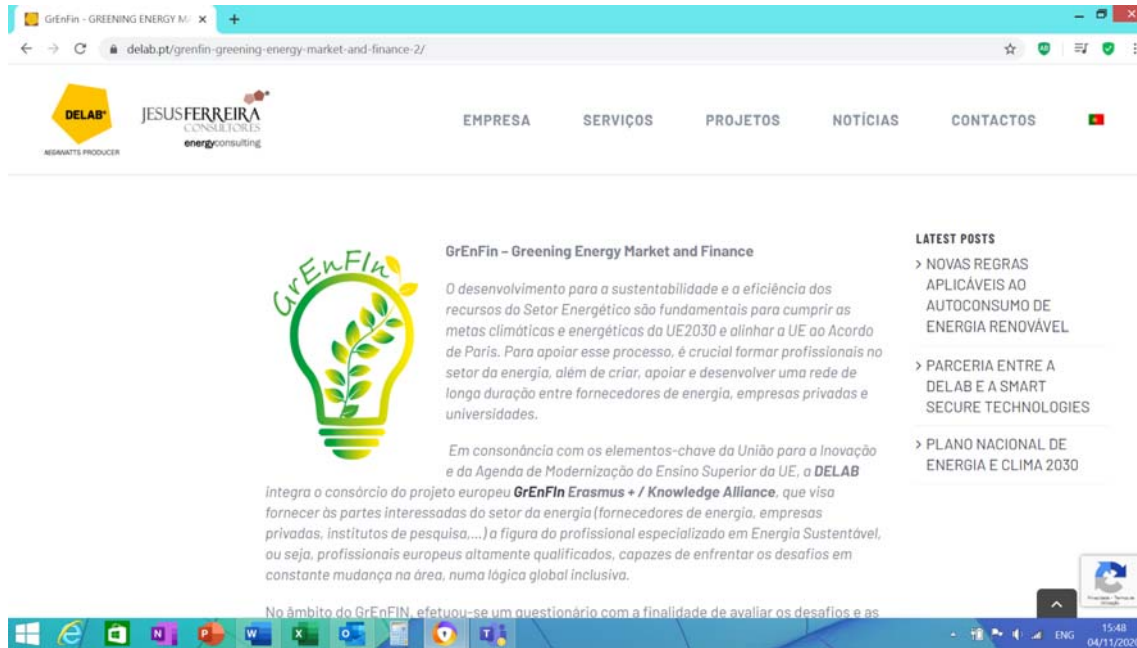 GrEnFin - GREENING ENERGY MA
delab.pt/grenfin-greening-energy-market-and-finance-2/
DELAB
NEGAWATTS PRODUCER
JESUSFERREIRA
CONSULTORES
energyconsulting
EMPRESA
SERVIÇOS
PROJETOS
NOTÍCIAS
CONTACTOS
GrEnFIn
GrEnFin – Greening Energy Market and Finance
O desenvolvimento para a sustentabilidade e a eficiência dos
recursos do Setor Energético são fundamentais para cumprir as
metas climáticas e energéticas da UE2030 e alinhar a UE ao Acordo
de Paris. Para apoiar esse processo, é crucial formar profissionais no
setor da energia, além de criar, apoiar e desenvolver uma rede de
longa duração entre fornecedores de energia, empresas privadas e
universidades.
Em consonância com os elementos-chave da União para a Inovação
e da Agenda de Modernização do Ensino Superior da UE, a DELAB
integra o consórcio do projeto europeu GrEnFIn Erasmus + / Knowledge Alliance, que visa
fornecer às partes interessadas do setor da energia (fornecedores de energia, empresas
privadas, institutos de pesquisa,...) a figura do profissional especializado em Energia Sustentável,
ou seja, profissionais europeus altamente qualificados, capazes de enfrentar os desafios em
constante mudança na área, numa lógica global inclusiva.
No âmbito do GrEnFIN, efetuou-se um questionário com a finalidade de avaliar os desafios e as
LATEST POSTS
NOVAS REGRAS
APLICÁVEIS AO
AUTOCONSUMO DE
ENERGIA RENOVÁVEL
PARCERIA ENTRE A
DELAB E A SMART
SECURE TECHNOLOGIES
PLANO NACIONAL DE
ENERGIA E CLIMA 2030
ENG
15:48
04/11/2020